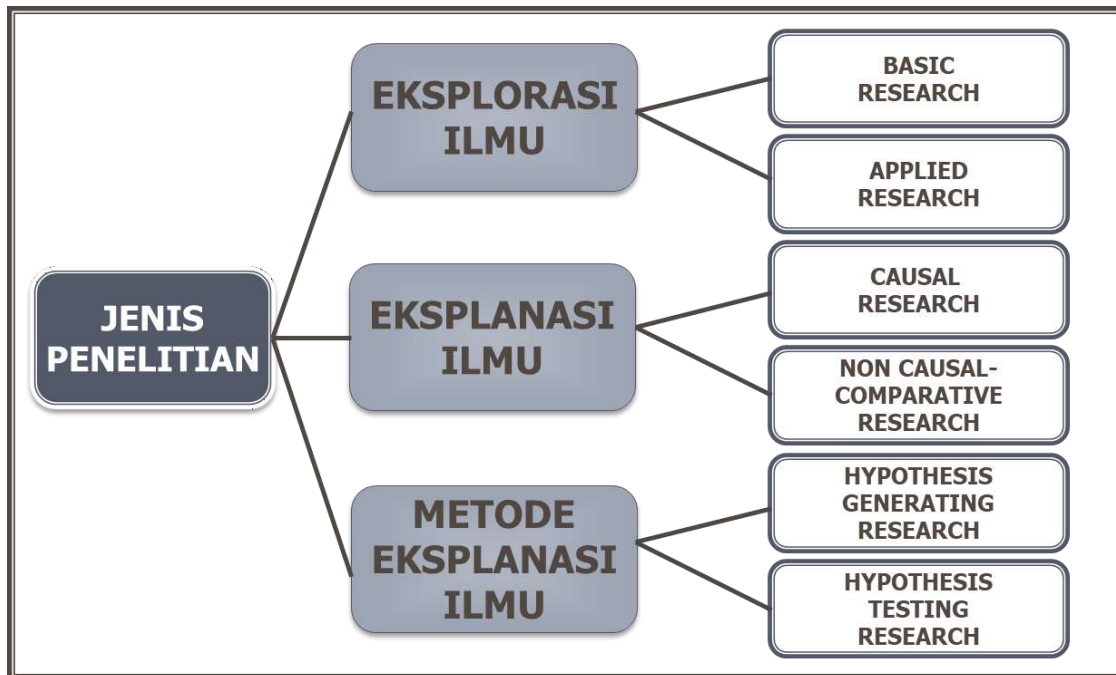 JENIS
PENELITIAN
EKSPLORASI
ILMU
BASIC
RESEARCH
APPLIED
RESEARCH
EKSPLANASI
ILMU
CAUSAL
RESEARCH
NON CAUSAL-
COMPARATIVE
RESEARCH
METODE
EKSPLANASI
ILMU
HYPOTHESIS
GENERATING
RESEARCH
HYPOTHESIS
TESTING
RESEARCH